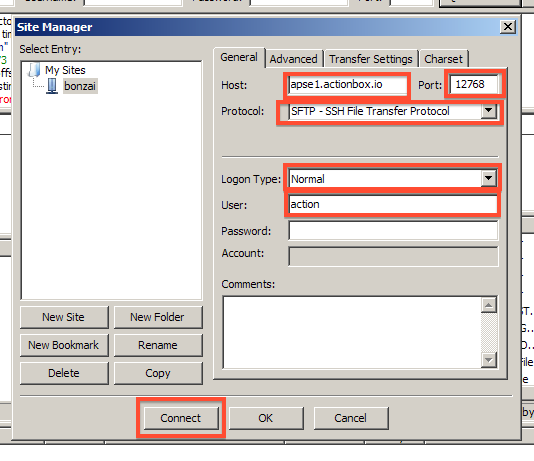 Site Manager
Select Entry:
My Sites
bonzai
New Site
New Folder
New Bookmark
Rename
Delete
Copy
General
Advanced
Transfer Settings
Charset
Host:
apse1.actionbox.io
Port:
12768
Protocol:
SFTP - SSH File Transfer Protocol
Logon Type:
Normal
User:
action
Password:
Account:
Comments:
Connect
OK
Cancel